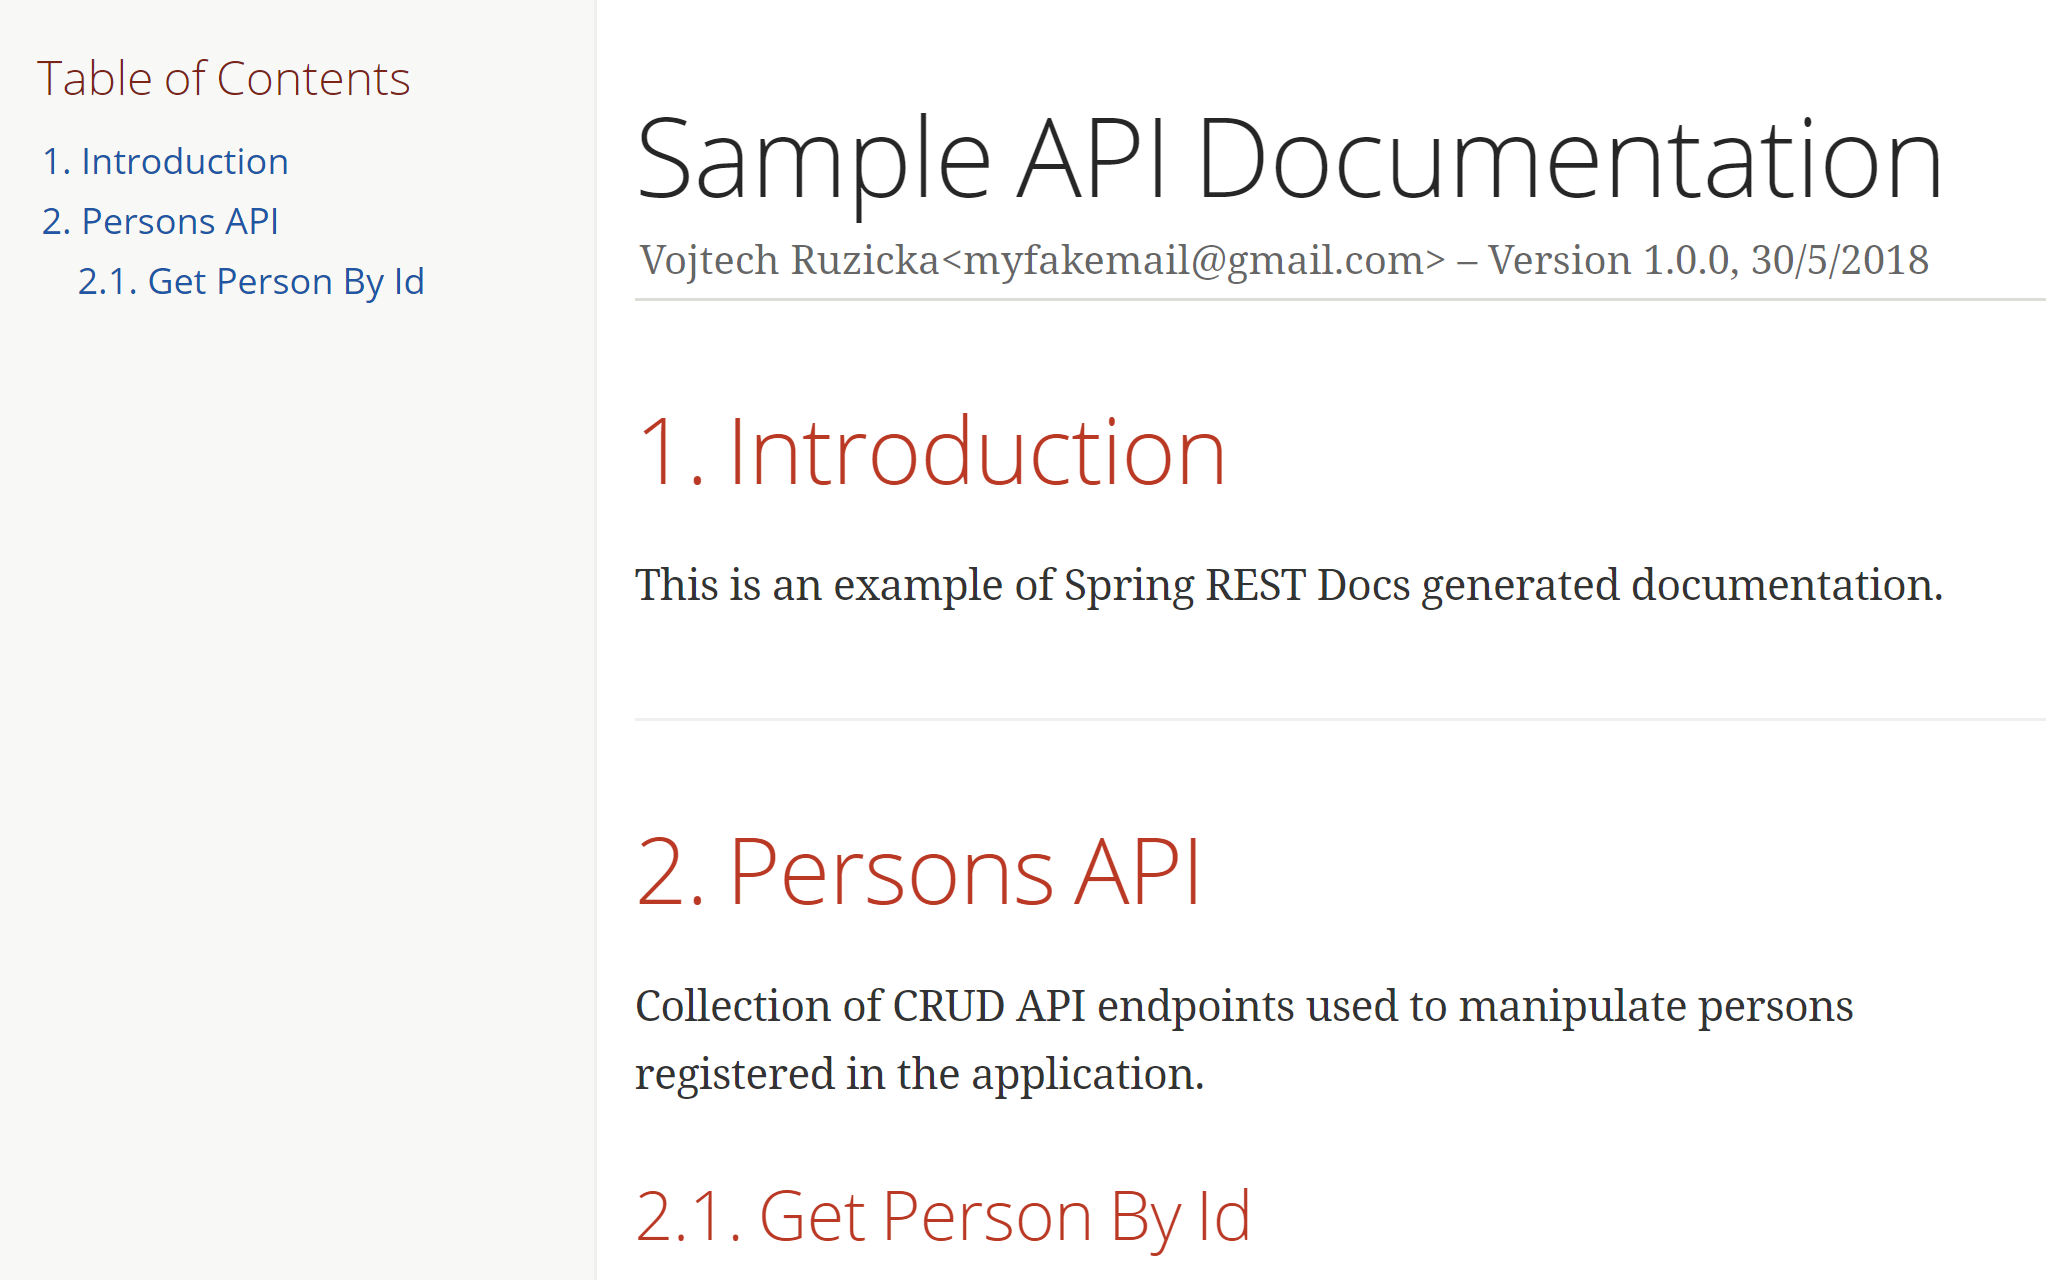 Table of Contents
1. Introduction
2. Persons API
2.1. Get Person By Id
Sample API Documentation
Vojtech Ruzicka<myfakemail@gmail.com> – Version 1.0.0, 30/5/2018
1. Introduction
This is an example of Spring REST Docs generated documentation.
2. Persons API
Collection of CRUD API endpoints used to manipulate persons
registered in the application.
2.1. Get Person By Id